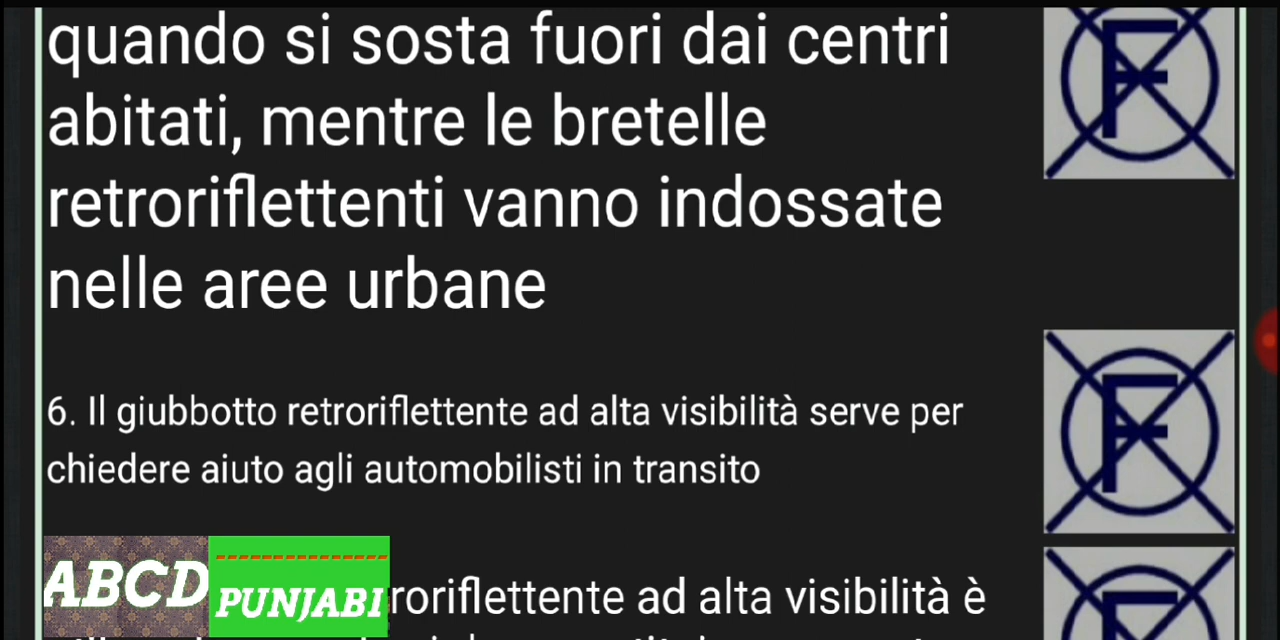 quando si sosta fuori dai centri
abitati, mentre le bretelle
retroriflettenti vanno indossate
nelle aree urbane
F
6. Il giubbotto retroriflettente ad alta visibilità serve per
chiedere aiuto agli automobilisti in transito
F
ABCD PUNJABI
roriflettente ad alta visibilità è
F